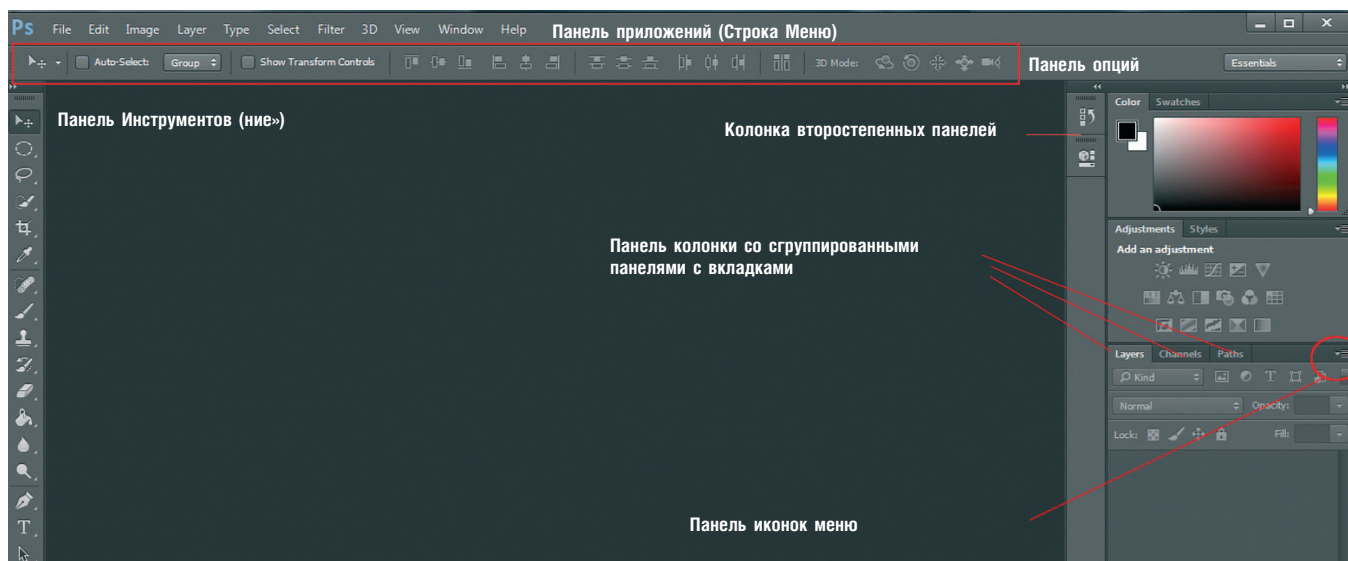 Ps File Edit Image Layer Type Select Filter 3D View Window Help Панель приложений (Строка Меню)
Auto-Select: Group Show Transform Controls 3D Mode: Панель опций Essentials
Панель Инструментов (ние»)
Color Swatches
Колонка второстепенных панелей
Adjustments Styles
Add an adjustment
Панель колонки со сгруппированными
панелями с вкладками
Layers Channels Paths
Kind
Normal Opacity:
Lock: Fill:
Панель иконок меню